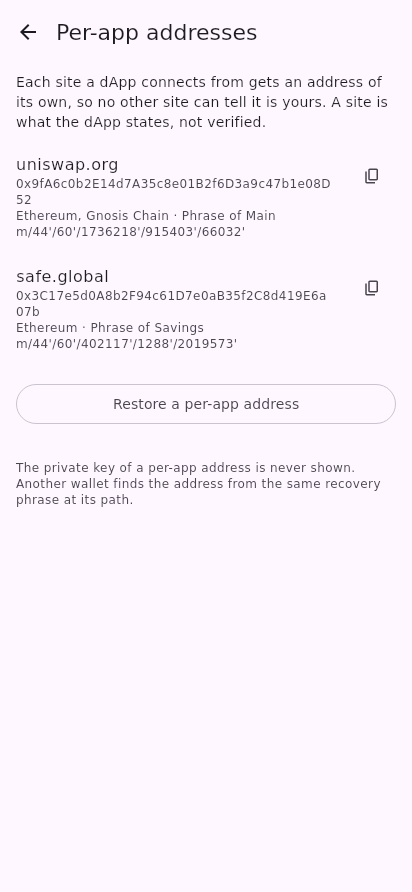 Per-app addresses
Each site a dApp connects from gets an address of
its own, so no other site can tell it is yours. A site is
what the dApp states, not verified.
uniswap.org
0x9fA6c0b2E14d7A35c8e01B2f6D3a9c47b1e08D
52
Ethereum, Gnosis Chain · Phrase of Main
m/44'/60'/1736218'/915403'/66032'
safe.global
0x3C17e5d0A8b2F94c61D7e0aB35f2C8d419E6a
07b
Ethereum · Phrase of Savings
m/44'/60'/402117'/1288'/2019573'
Restore a per-app address
The private key of a per-app address is never shown.
Another wallet finds the address from the same recovery
phrase at its path.